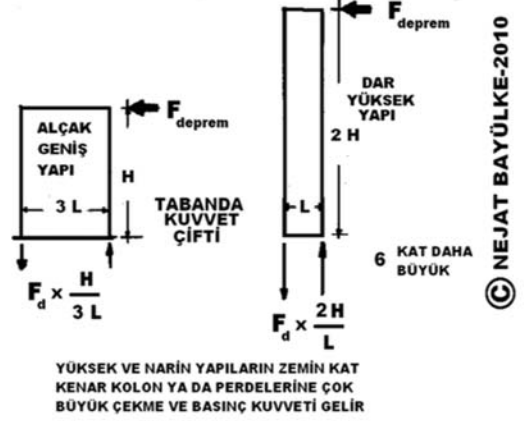 F deprem
F deprem
ALÇAK
GENİŞ
YAPI
H
3 L
TABANDA
KUVVET
ÇİFTİ
DAR
YÜKSEK
YAPI
2 H
L
6 KAT DAHA
BÜYÜK
F d x H / 3 L
F d x 2H / L
YÜKSEK VE NARİN YAPILARIN ZEMİN KAT
KENAR KOLON YA DA PERDELERİNE ÇOK
BÜYÜK ÇEKME VE BASINÇ KUVVETİ GELİR
© NEJAT BAYÜLKE-2010